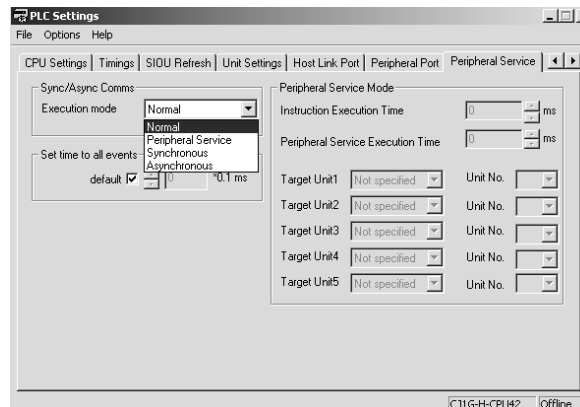 PLC Settings
File Options Help
CPU Settings Timings SIOU Refresh Unit Settings Host Link Port Peripheral Port Peripheral Service
Sync/Async Comms
Execution mode Normal
Normal
Peripheral Service
Synchronous
Asynchronous
Set time to all events
default 0 *0.1 ms
Peripheral Service Mode
Instruction Execution Time 0 ms
Peripheral Service Execution Time 0 ms
Target Unit1 Not specified Unit No.
Target Unit2 Not specified Unit No.
Target Unit3 Not specified Unit No.
Target Unit4 Not specified Unit No.
Target Unit5 Not specified Unit No.
CJ1G-H-CPU42 Offline